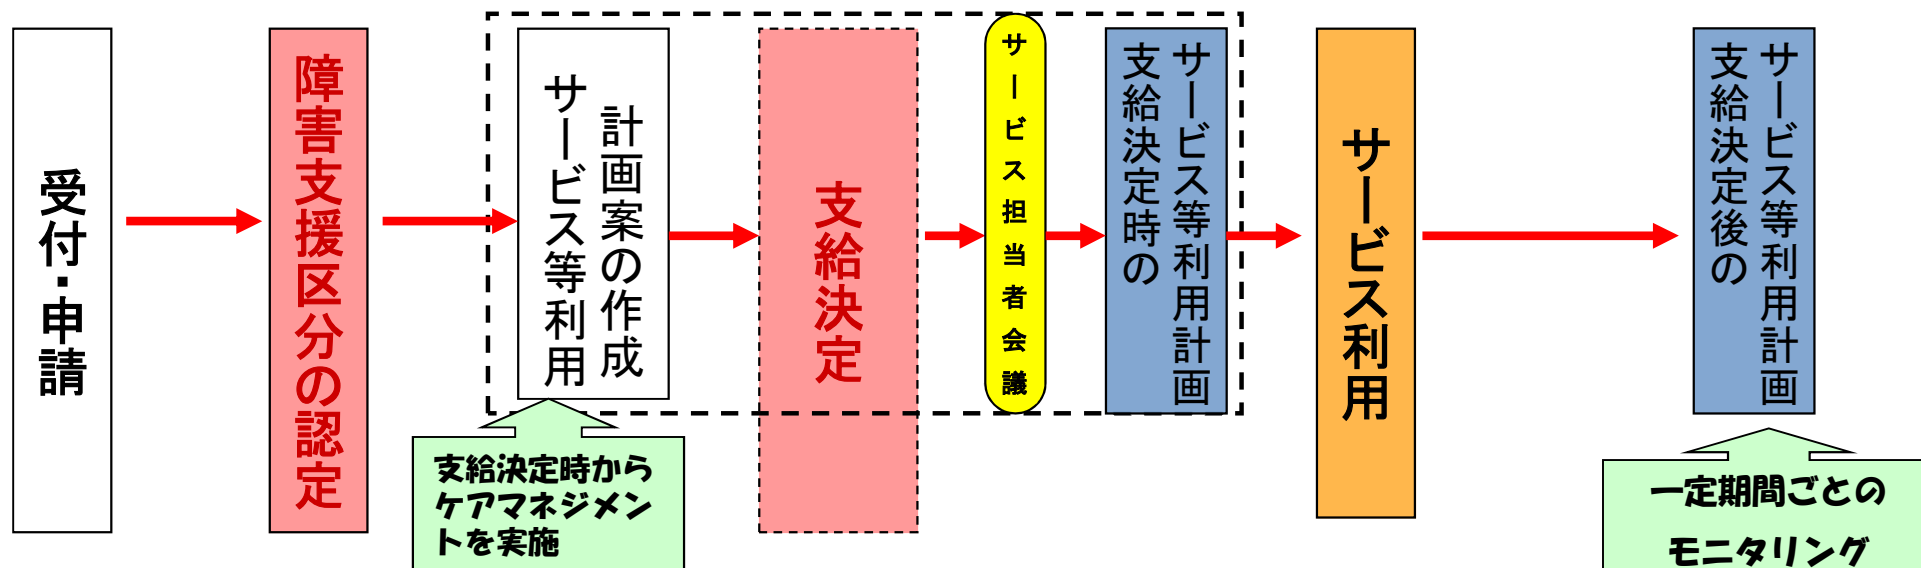 受付・申請
障害支援区分の認定
サービス等利用
計画案の作成
支給決定
サービス担当者会議
支給決定時の
サービス等利用計画
サービス利用
支給決定後の
サービス等利用計画
支給決定時から
ケアマネジメン
トを実施
一定期間ごとの
モニタリング